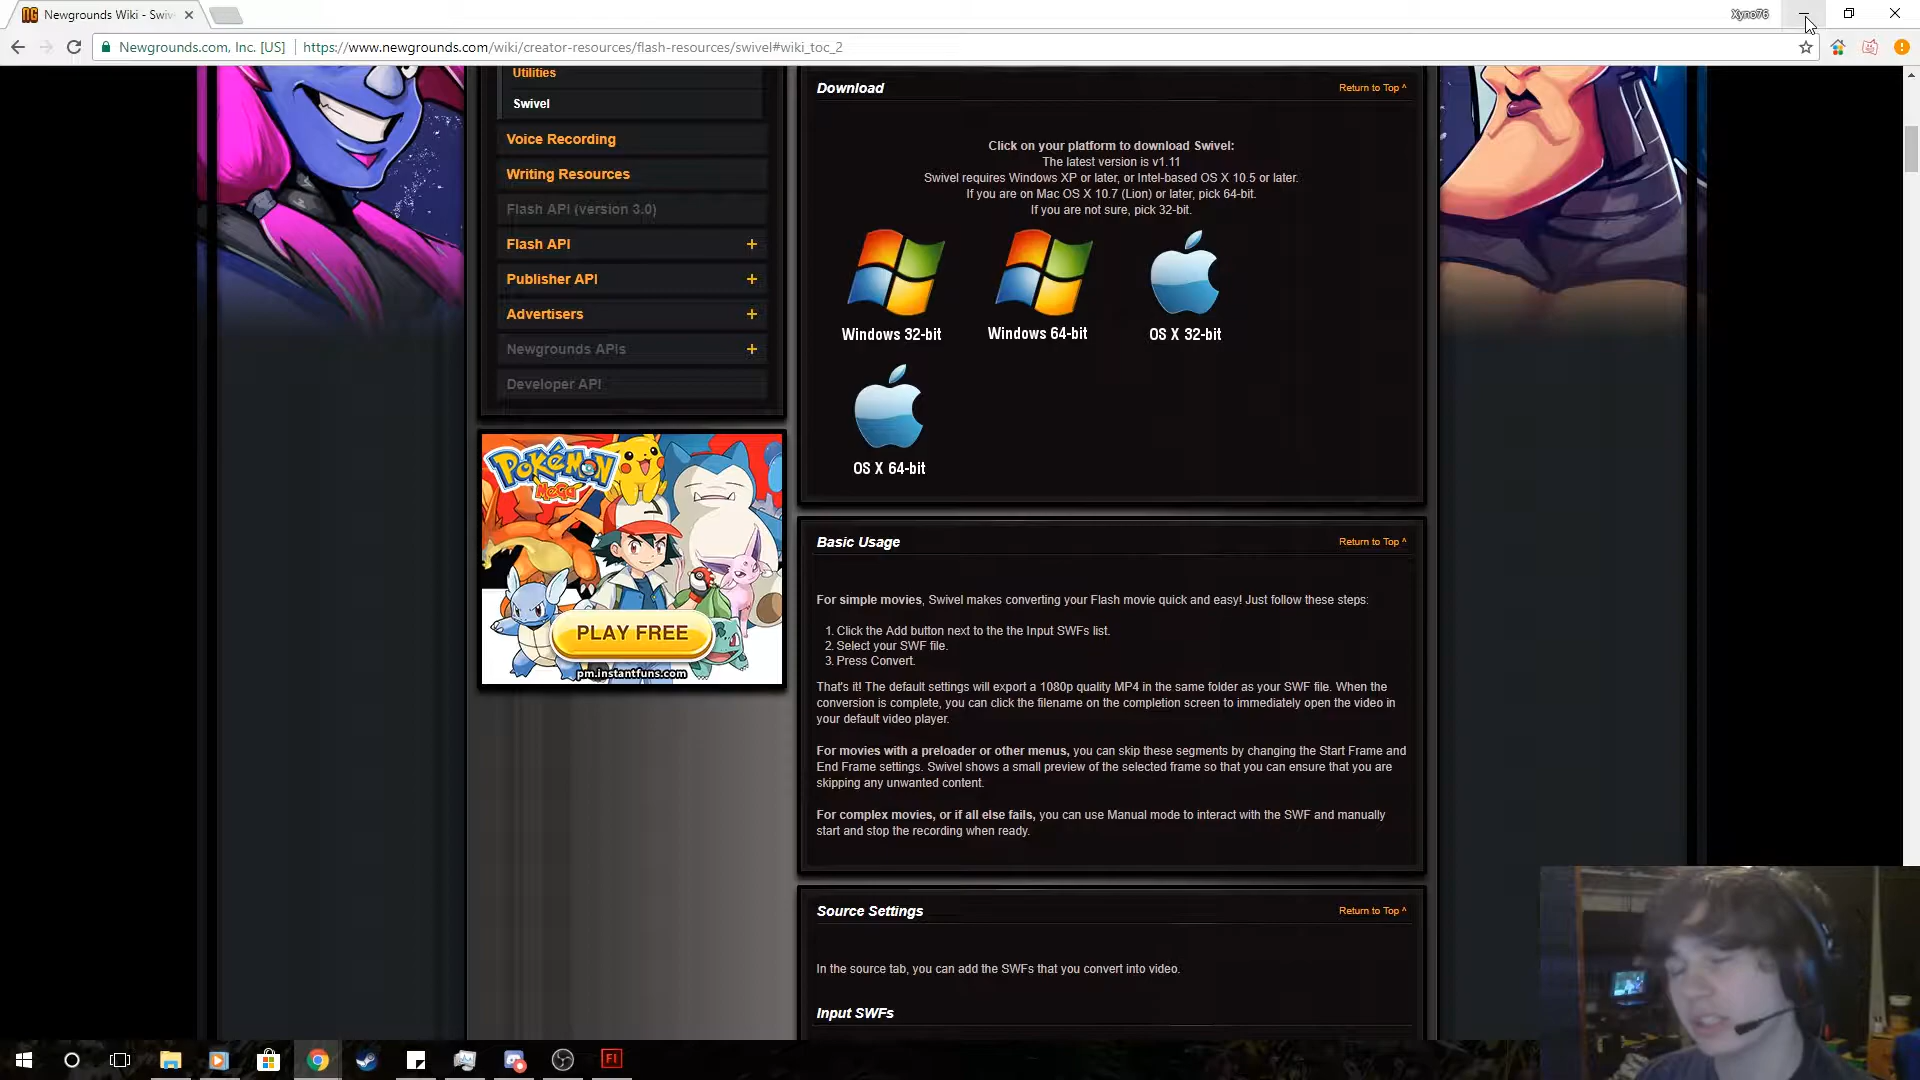 Newgrounds Wiki - Swiv
Xyno76
Newgrounds.com, Inc. [US]
https://www.newgrounds.com/wiki/creator-resources/flash-resources/swivel#wiki_toc_2
Utilities
Swivel
Voice Recording
Writing Resources
Flash API (version 3.0)
Flash API +
Publisher API +
Advertisers +
Newgrounds APIs +
Developer API
POKéMON
MeGa
PLAY FREE
pm.instantfuns.com
Download
Return to Top ^
Click on your platform to download Swivel:
The latest version is v1.11
Swivel requires Windows XP or later, or Intel-based OS X 10.5 or later.
If you are on Mac OS X 10.7 (Lion) or later, pick 64-bit.
If you are not sure, pick 32-bit.
Windows 32-bit
Windows 64-bit
OS X 32-bit
OS X 64-bit
Basic Usage
Return to Top ^
For simple movies, Swivel makes converting your Flash movie quick and easy! Just follow these steps:
1. Click the Add button next to the the Input SWFs list.
2. Select your SWF file.
3. Press Convert.
That's it! The default settings will export a 1080p quality MP4 in the same folder as your SWF file. When the
conversion is complete, you can click the filename on the completion screen to immediately open the video in
your default video player.
For movies with a preloader or other menus, you can skip these segments by changing the Start Frame and
End Frame settings. Swivel shows a small preview of the selected frame so that you can ensure that you are
skipping any unwanted content.
For complex movies, or if all else fails, you can use Manual mode to interact with the SWF and manually
start and stop the recording when ready.
Source Settings
Return to Top ^
In the source tab, you can add the SWFs that you convert into video.
Input SWFs
Fl